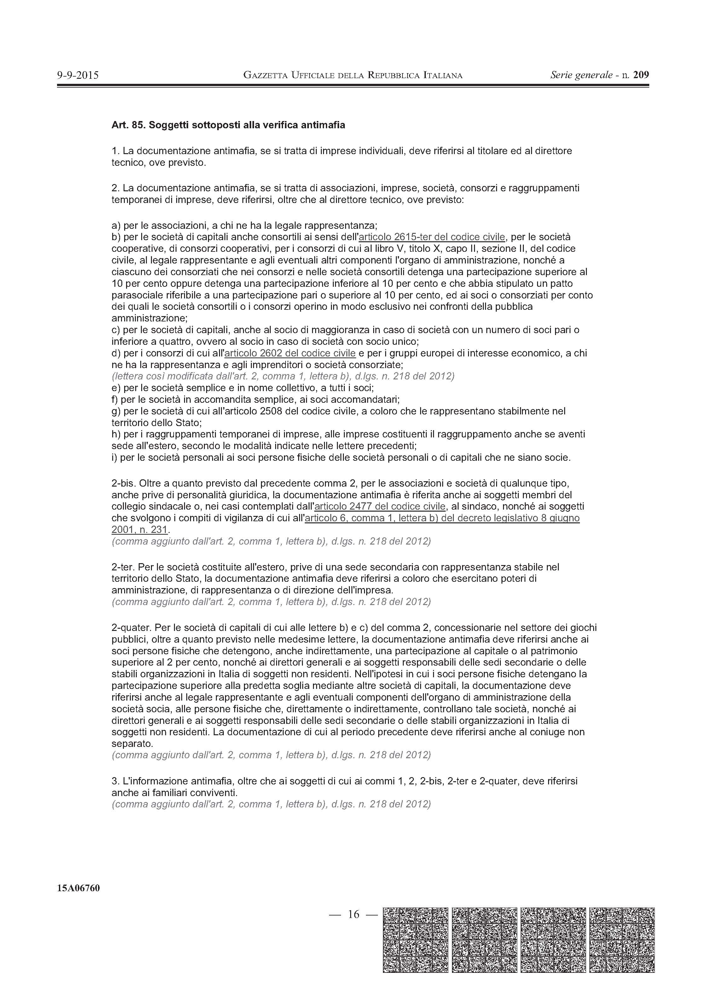 9-9-2015
GAZZETTA UFFICIALE DELLA REPUBBLICA ITALIANA
Serie generale - n. 209
Art. 85. Soggetti sottoposti alla verifica antimafia
1. La documentazione antimafia, se si tratta di imprese individuali, deve riferirsi al titolare ed al direttore
tecnico, ove previsto.
2. La documentazione antimafia, se si tratta di associazioni, imprese, società, consorzi e raggruppamenti
temporanei di imprese, deve riferirsi, oltre che al direttore tecnico, ove previsto:
a) per le associazioni, a chi ne ha la legale rappresentanza;
b) per le società di capitali anche consortili ai sensi dell'articolo 2615-ter del codice civile, per le società
cooperative, di consorzi cooperativi, per i consorzi di cui al libro V, titolo X, capo II, sezione II, del codice
civile, al legale rappresentante e agli eventuali altri componenti l'organo di amministrazione, nonché a
ciascuno dei consorziati che nei consorzi e nelle società consortili detenga una partecipazione superiore al
10 per cento oppure detenga una partecipazione inferiore al 10 per cento e che abbia stipulato un patto
parasociale riferibile a una partecipazione pari o superiore al 10 per cento, ed ai soci o consorziati per conto
dei quali le società consortili o i consorzi operino in modo esclusivo nei confronti della pubblica
amministrazione;
c) per le società di capitali, anche al socio di maggioranza in caso di società con un numero di soci pari o
inferiore a quattro, ovvero al socio in caso di società con socio unico;
d) per i consorzi di cui all'articolo 2602 del codice civile e per i gruppi europei di interesse economico, a chi
ne ha la rappresentanza e agli imprenditori o società consorziate;
(lettera così modificata dall'art. 2, comma 1, lettera b), d.lgs. n. 218 del 2012)
e) per le società semplice e in nome collettivo, a tutti i soci;
f) per le società in accomandita semplice, ai soci accomandatari;
g) per le società di cui all'articolo 2508 del codice civile, a coloro che le rappresentano stabilmente nel
territorio dello Stato;
h) per i raggruppamenti temporanei di imprese, alle imprese costituenti il raggruppamento anche se aventi
sede all'estero, secondo le modalità indicate nelle lettere precedenti;
i) per le società personali ai soci persone fisiche delle società personali o di capitali che ne siano socie.
2-bis. Oltre a quanto previsto dal precedente comma 2, per le associazioni e società di qualunque tipo,
anche prive di personalità giuridica, la documentazione antimafia è riferita anche ai soggetti membri del
collegio sindacale o, nei casi contemplati dall'articolo 2477 del codice civile, al sindaco, nonché ai soggetti
che svolgono i compiti di vigilanza di cui all'articolo 6, comma 1, lettera b) del decreto legislativo 8 giugno
2001, n. 231.
(comma aggiunto dall'art. 2, comma 1, lettera b), d.lgs. n. 218 del 2012)
2-ter. Per le società costituite all'estero, prive di una sede secondaria con rappresentanza stabile nel
territorio dello Stato, la documentazione antimafia deve riferirsi a coloro che esercitano poteri di
amministrazione, di rappresentanza o di direzione dell'impresa.
(comma aggiunto dall'art. 2, comma 1, lettera b), d.lgs. n. 218 del 2012)
2-quater. Per le società di capitali di cui alle lettere b) e c) del comma 2, concessionarie nel settore dei giochi
pubblici, oltre a quanto previsto nelle medesime lettere, la documentazione antimafia deve riferirsi anche ai
soci persone fisiche che detengono, anche indirettamente, una partecipazione al capitale o al patrimonio
superiore al 2 per cento, nonché ai direttori generali e ai soggetti responsabili delle sedi secondarie o delle
stabili organizzazioni in Italia di soggetti non residenti. Nell'ipotesi in cui i soci persone fisiche detengano la
partecipazione superiore alla predetta soglia mediante altre società di capitali, la documentazione deve
riferirsi anche al legale rappresentante e agli eventuali componenti dell'organo di amministrazione della
società socia, alle persone fisiche che, direttamente o indirettamente, controllano tale società, nonché ai
direttori generali e ai soggetti responsabili delle sedi secondarie o delle stabili organizzazioni in Italia di
soggetti non residenti. La documentazione di cui al periodo precedente deve riferirsi anche al coniuge non
separato.
(comma aggiunto dall'art. 2, comma 1, lettera b), d.lgs. n. 218 del 2012)
3. L'informazione antimafia, oltre che ai soggetti di cui ai commi 1, 2, 2-bis, 2-ter e 2-quater, deve riferirsi
anche ai familiari conviventi.
(comma aggiunto dall'art. 2, comma 1, lettera b), d.lgs. n. 218 del 2012)
15A06760
— 16 —